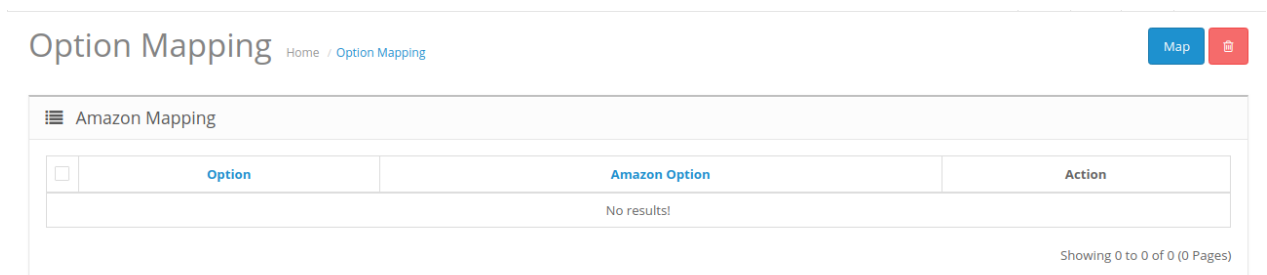 Option Mapping Home / Option Mapping Map
Amazon Mapping
Option Amazon Option Action
No results!
Showing 0 to 0 of 0 (0 Pages)